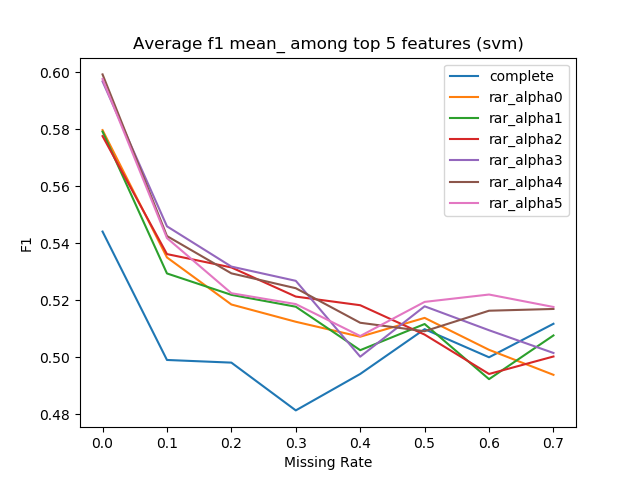 Average f1 mean_ among top 5 features (svm)
complete
rar_alpha0
rar_alpha1
rar_alpha2
rar_alpha3
rar_alpha4
rar_alpha5
0.60
0.58
0.56
0.54
0.52
0.50
0.48
F1
0.0 0.1 0.2 0.3 0.4 0.5 0.6 0.7
Missing Rate